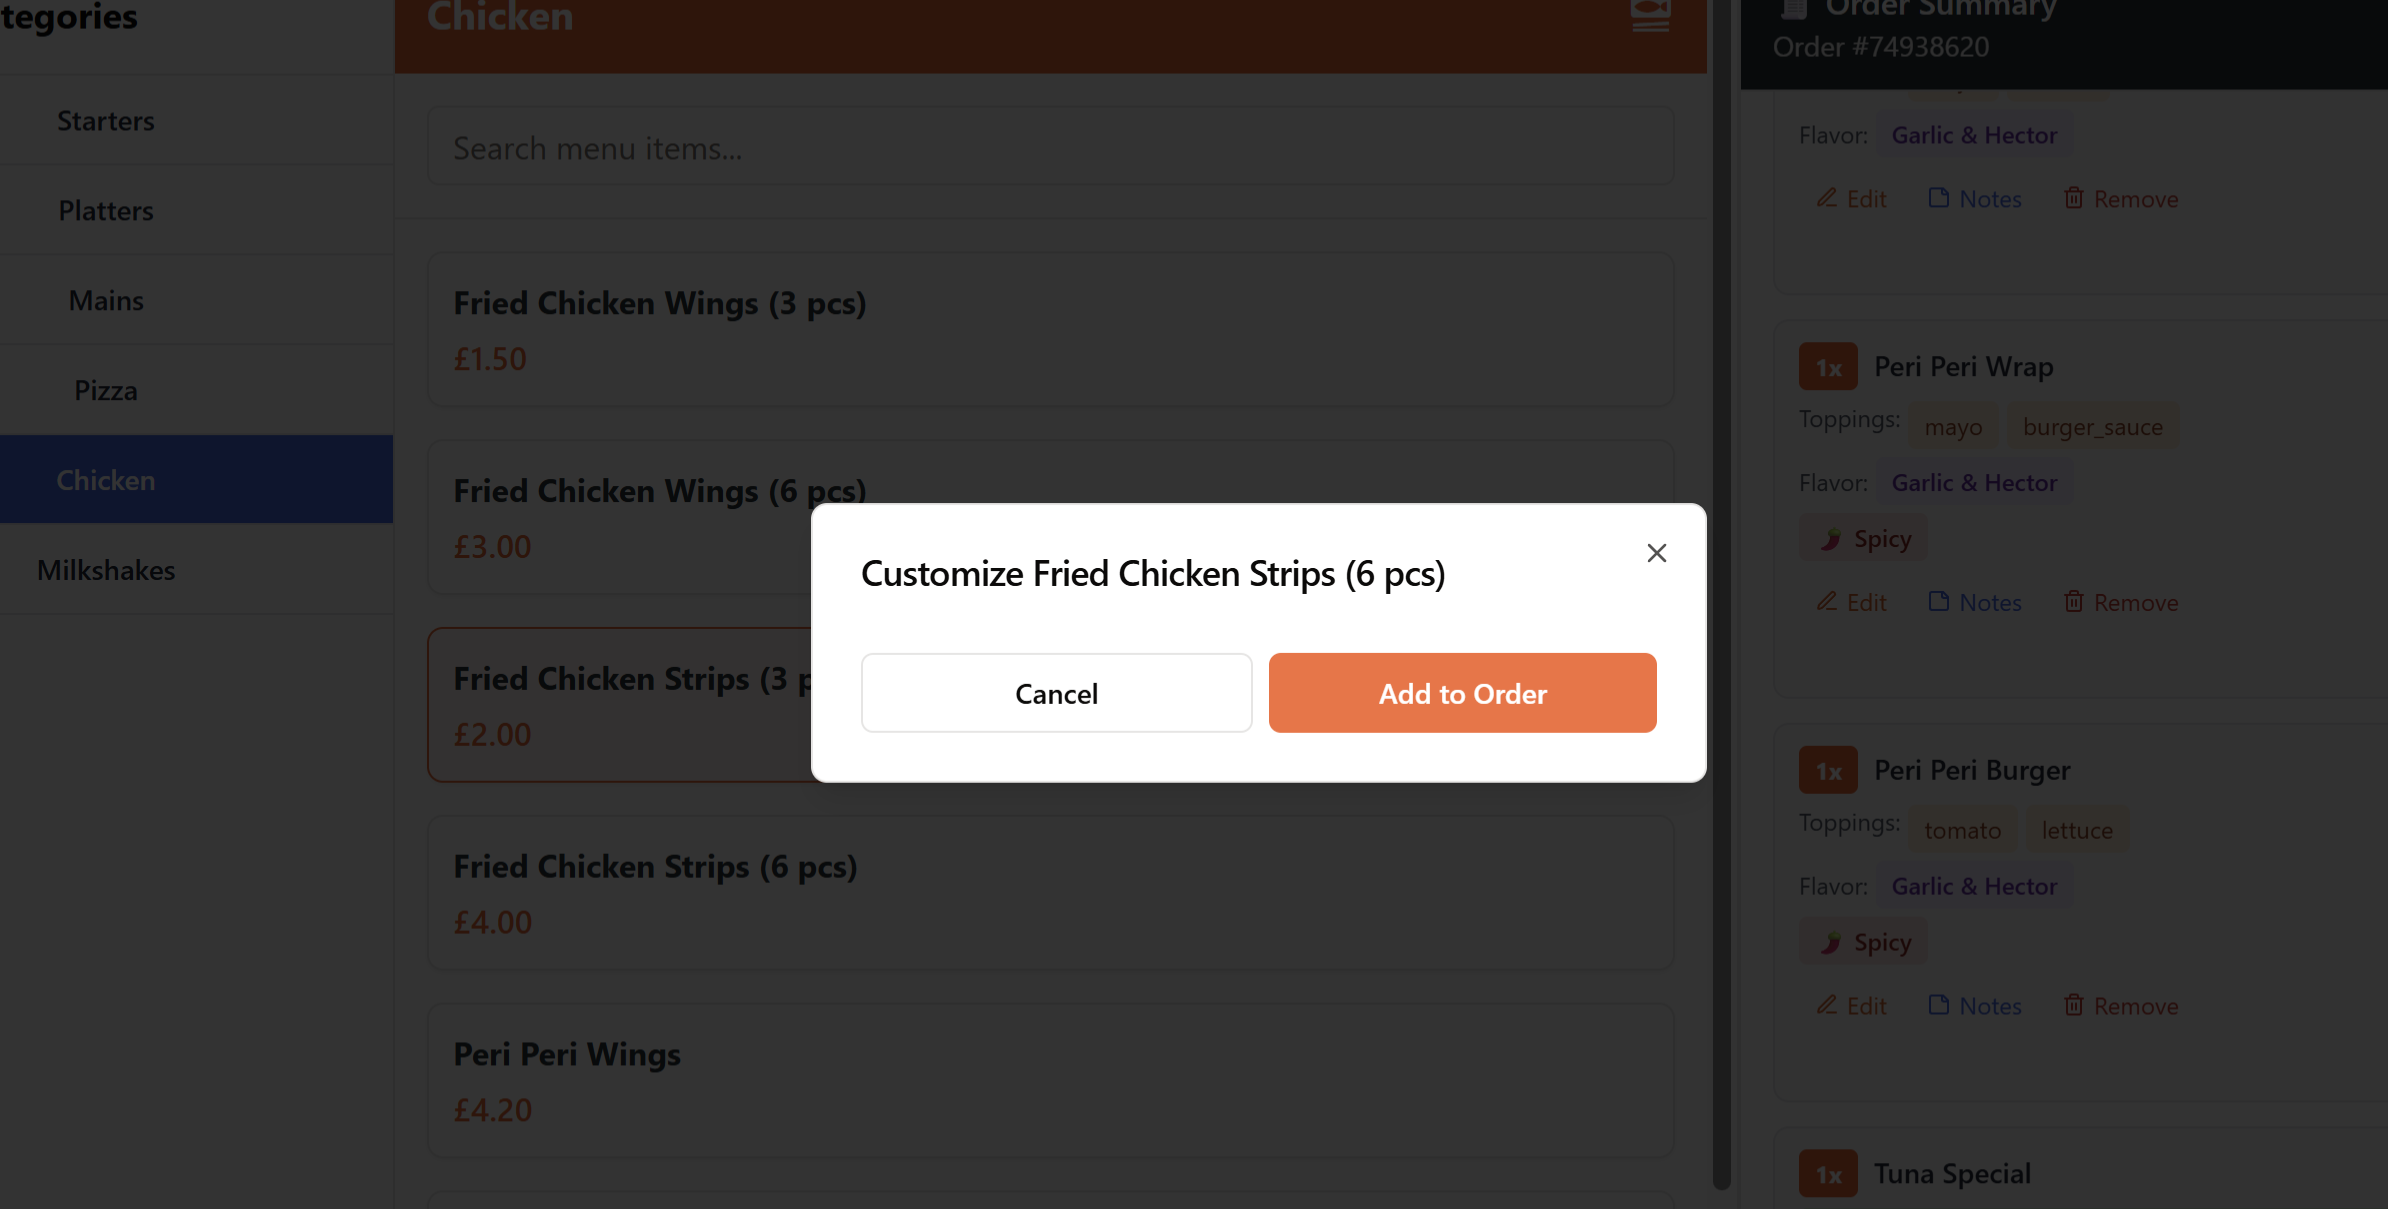 tegories
Starters
Platters
Mains
Pizza
Chicken
Milkshakes
Chicken
Search menu items...
Fried Chicken Wings (3 pcs)
£1.50
Fried Chicken Wings (6 pcs)
£3.00
Fried Chicken Strips (3 p
£2.00
Fried Chicken Strips (6 pcs)
£4.00
Peri Peri Wings
£4.20
Customize Fried Chicken Strips (6 pcs)
Cancel
Add to Order
Order Summary
Order #74938620
Flavor: Garlic & Hector
Edit Notes Remove
1x Peri Peri Wrap
Toppings: mayo burger_sauce
Flavor: Garlic & Hector
Spicy
Edit Notes Remove
1x Peri Peri Burger
Toppings: tomato lettuce
Flavor: Garlic & Hector
Spicy
Edit Notes Remove
1x Tuna Special